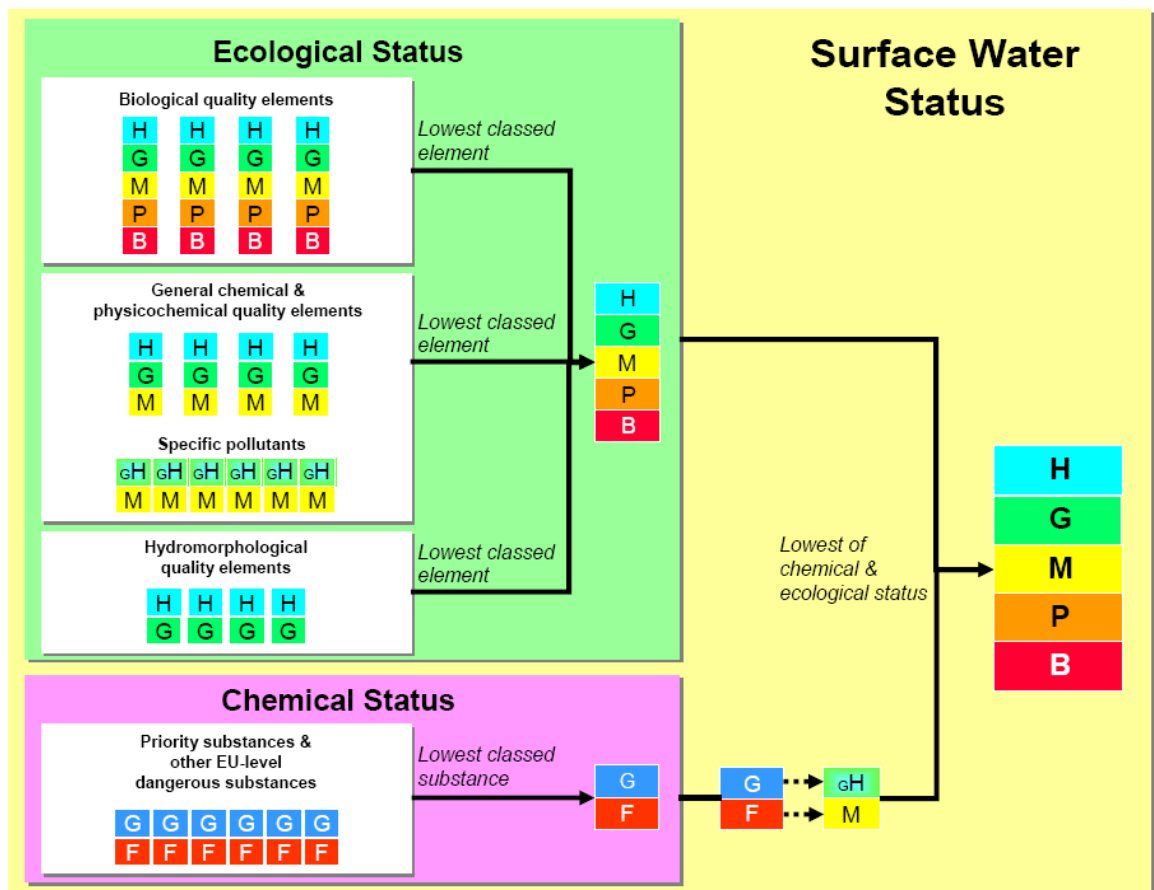 Ecological Status
Biological quality elements
H H H H
G G G G
M M M M
P P P P
B B B B
Lowest classed
element
General chemical &
physicochemical quality elements
H H H H
G G G G
M M M M
Lowest classed
element
Specific pollutants
GH GH GH GH GH GH
M M M M M M
Hydromorphological
quality elements
H H H H
G G G G
Lowest classed
element
H
G
M
P
B
Chemical Status
Priority substances &
other EU-level
dangerous substances
G G G G G G
F F F F F F
Lowest classed
substance
G
F
Surface Water
Status
G
F
GH
M
Lowest of
chemical &
ecological status
H
G
M
P
B